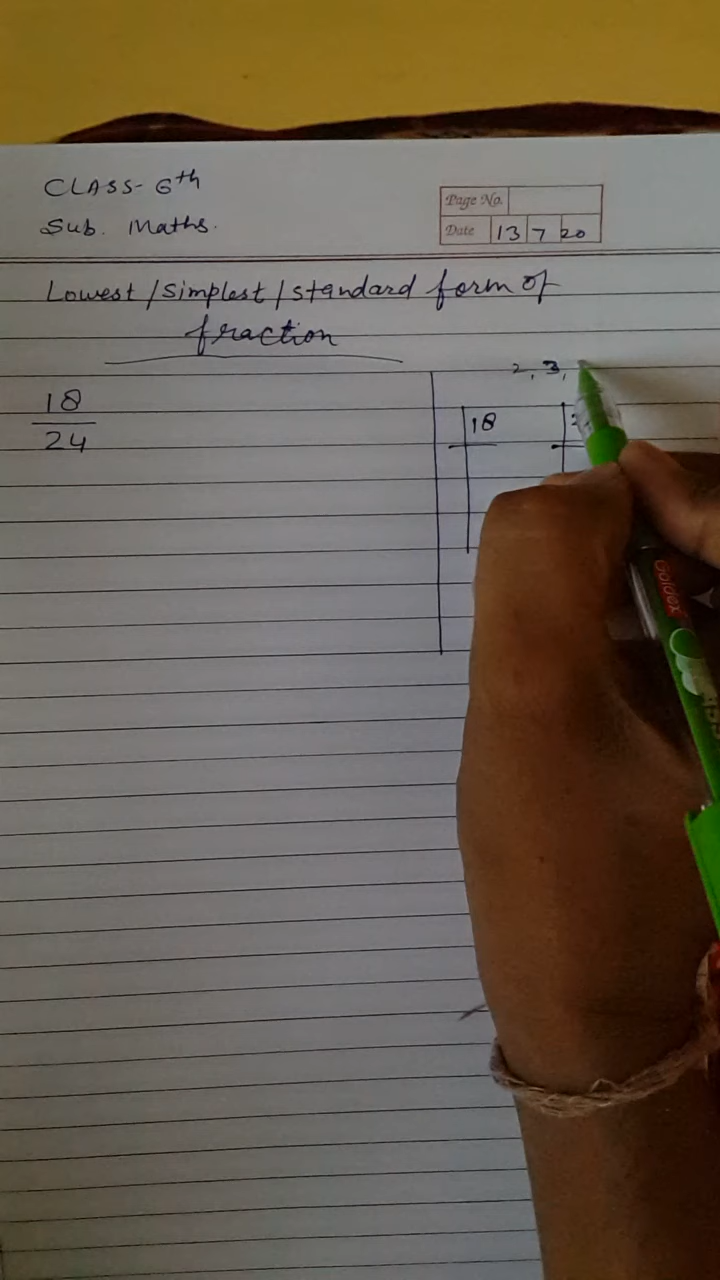 CLASS- 6th
Sub. Maths.
Page No.
Date 13 7 20
Lowest/Simplest/standard form of
fraction
18
24
2, 3,
18
Goldex